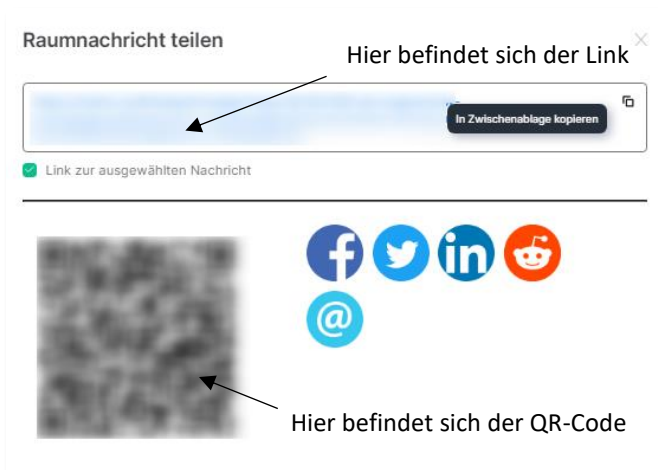 Raumnachricht teilen
Hier befindet sich der Link
In Zwischenablage kopieren
Link zur ausgewählten Nachricht
f in
@
Hier befindet sich der QR-Code